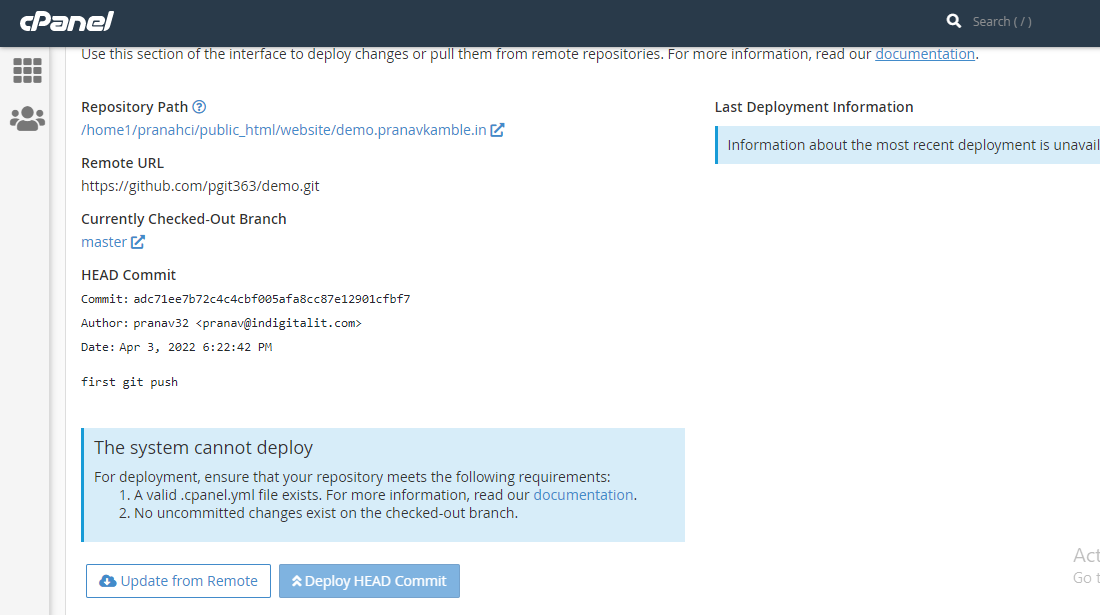 cPanel
Search ( / )
Use this section of the interface to deploy changes or pull them from remote repositories. For more information, read our documentation.
Repository Path
/home1/pranahci/public_html/website/demo.pranavkamble.in
Remote URL
https://github.com/pgit363/demo.git
Currently Checked-Out Branch
master
HEAD Commit
Commit: adc71ee7b72c4c4cbf005afa8cc87e12901cfbf7
Author: pranav32 <pranav@indigitalit.com>
Date: Apr 3, 2022 6:22:42 PM
first git push
The system cannot deploy
For deployment, ensure that your repository meets the following requirements:
1. A valid .cpanel.yml file exists. For more information, read our documentation.
2. No uncommitted changes exist on the checked-out branch.
Update from Remote
Deploy HEAD Commit
Last Deployment Information
Information about the most recent deployment is unavail
Act
Go t